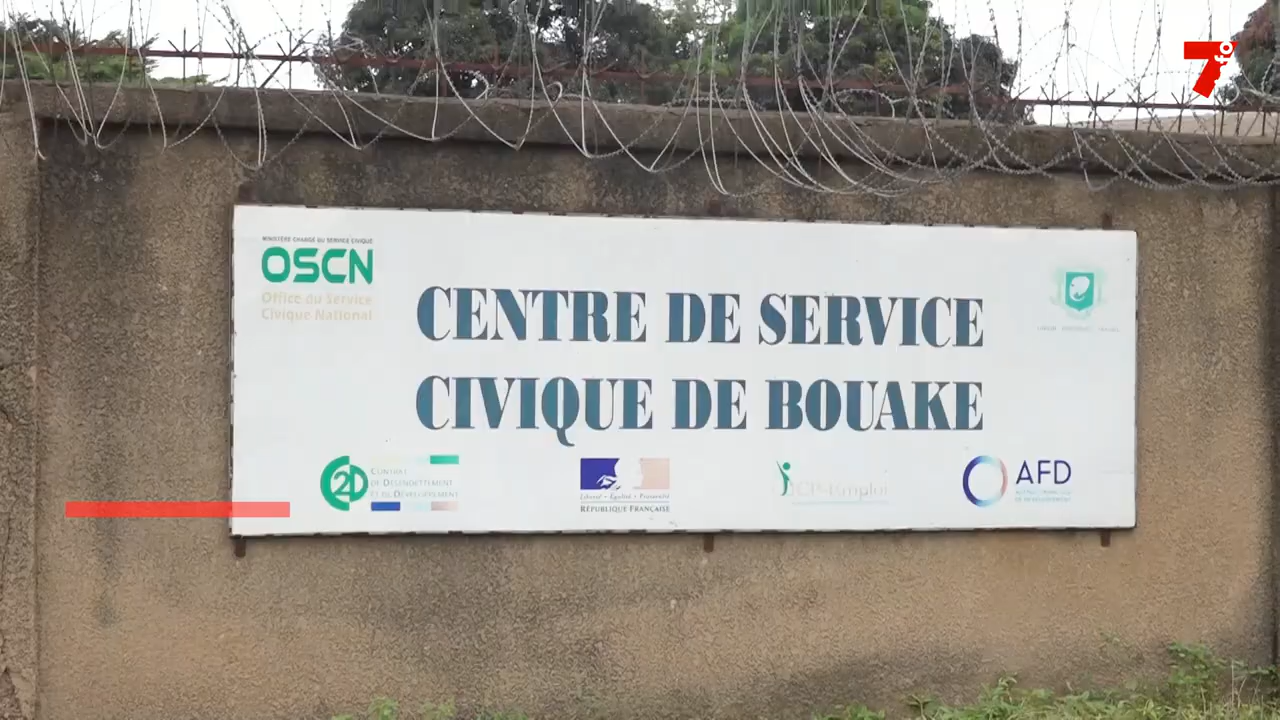 MINISTÈRE CHARGÉ DU SERVICE CIVIQUE
OSCN
Office du Service
Civique National
CENTRE DE SERVICE
CIVIQUE DE BOUAKE
C2D
CONTRAT
DE DÉSENDETTEMENT
ET DE DÉVELOPPEMENT
Liberté • Égalité • Fraternité
RÉPUBLIQUE FRANÇAISE
AFD
7